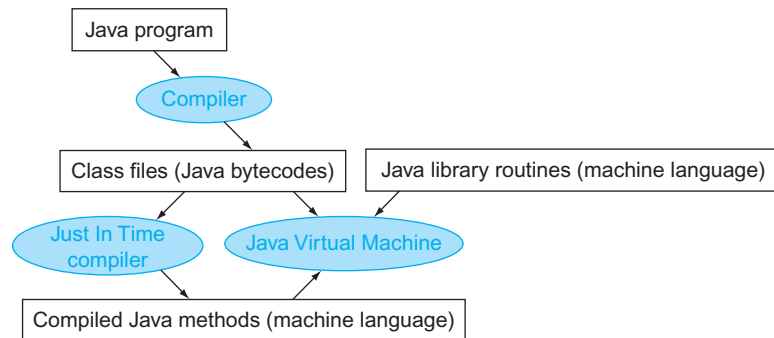 Java program
Compiler
Class files (Java bytecodes)
Java library routines (machine language)
Just In Time
compiler
Java Virtual Machine
Compiled Java methods (machine language)